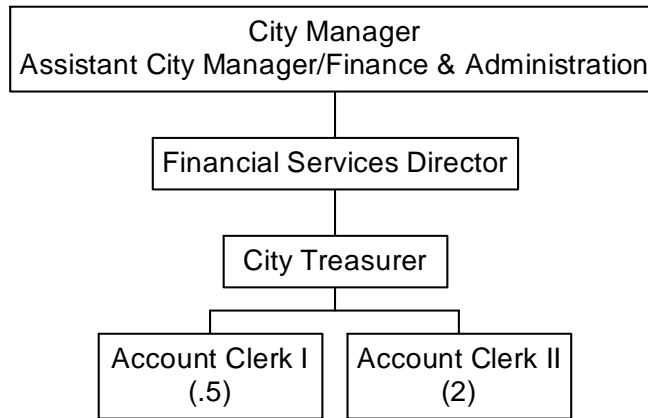 City Manager
Assistant City Manager/Finance & Administration
Financial Services Director
City Treasurer
Account Clerk I
(.5)
Account Clerk II
(2)